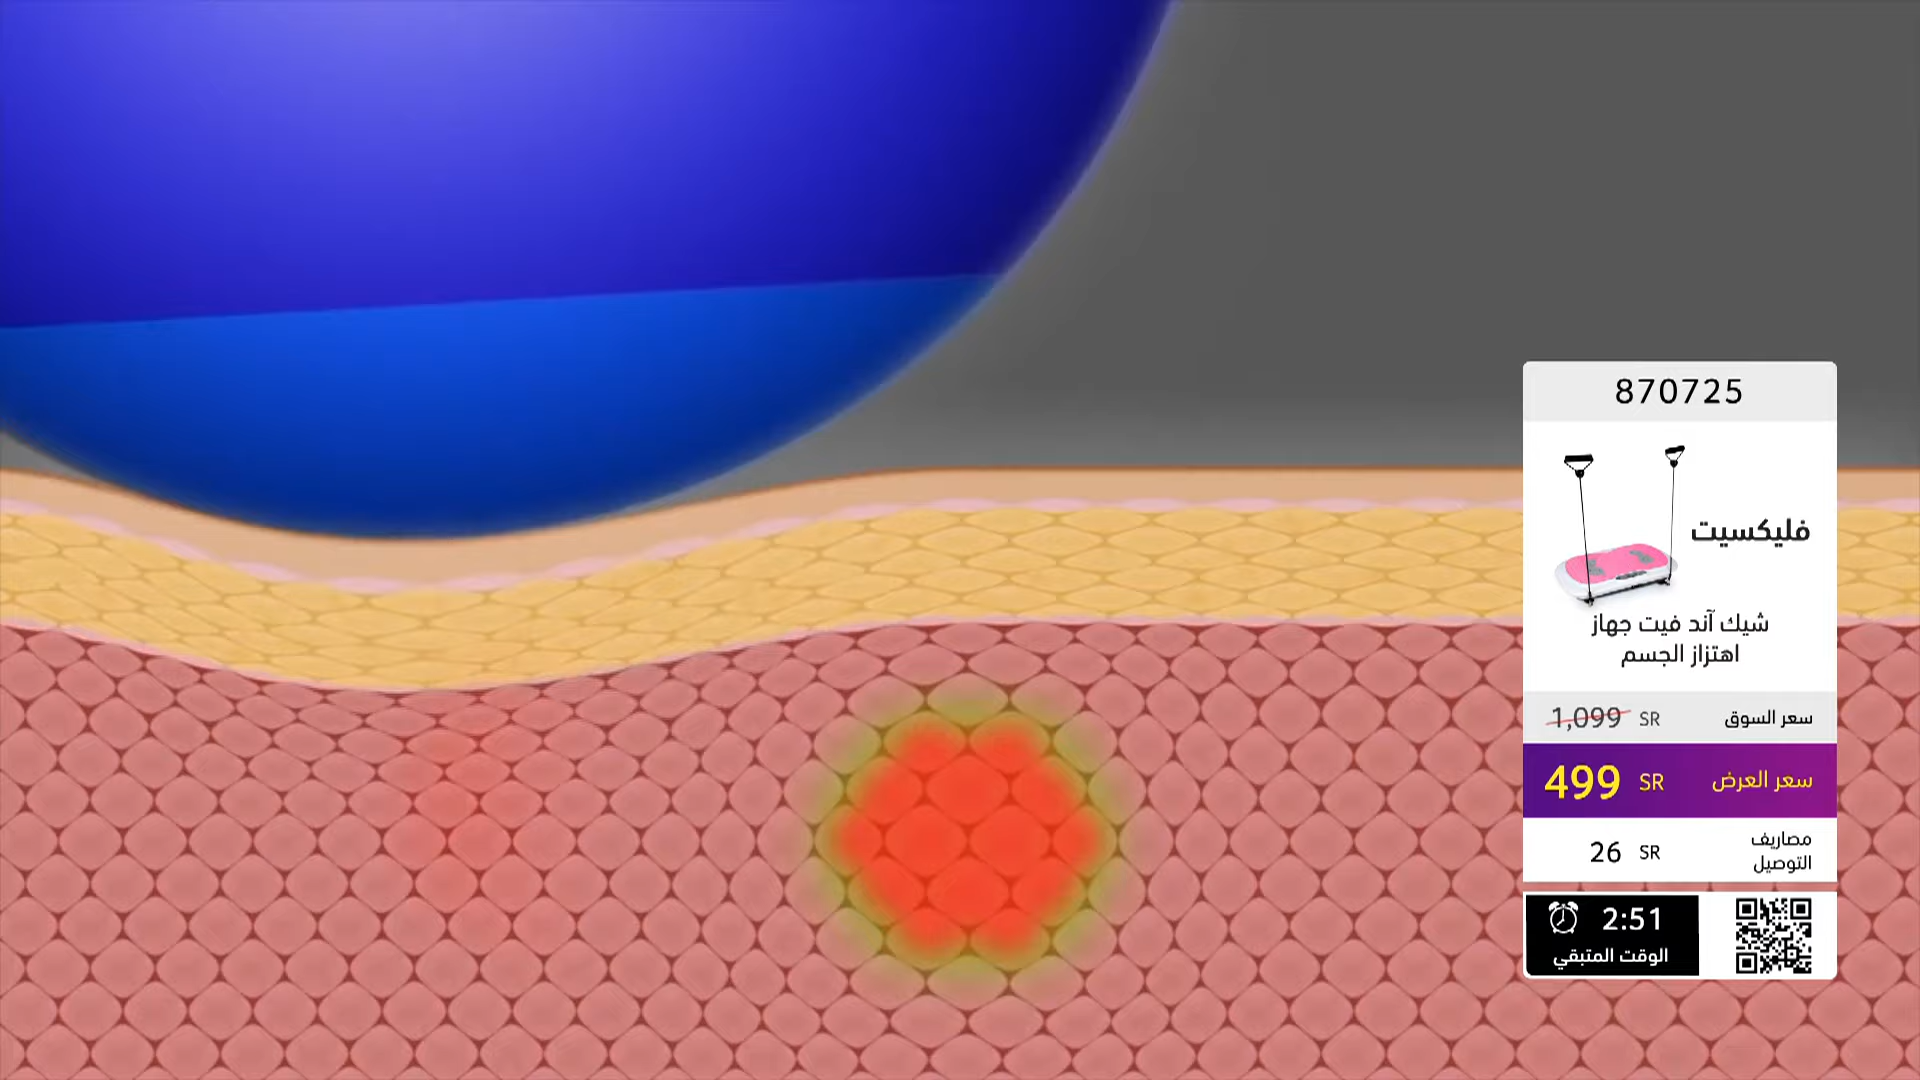 870725
فليكسيت
شيك آند فيت جهاز
اهتزاز الجسم
سعر السوق SR 1,099
سعر العرض SR 499
مصاريف
التوصيل SR 26
2:51
الوقت المتبقي